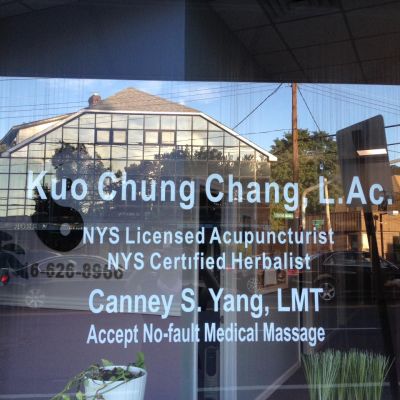 Kuo Chung Chang, L.Ac.
NYS Licensed Acupuncturist
NYS Certified Herbalist
6-626-8966
Canney S. Yang, LMT
Accept No-fault Medical Massage